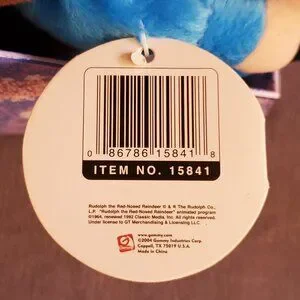 0 86786 15841 8
ITEM NO. 15841
Rudolph the Red-Nosed Reindeer © & ® The Rudolph Co.,
L.P. "Rudolph the Red-Nosed Reindeer" animated program
©1964, renewed 1992 Classic Media, Inc. All rights reserved.
Under license to GT Merchandising & Licensing LLC.
www.gemmy.com
©2004 Gemmy Industries Corp.
Coppell, TX 75019 U.S.A.
Made in China